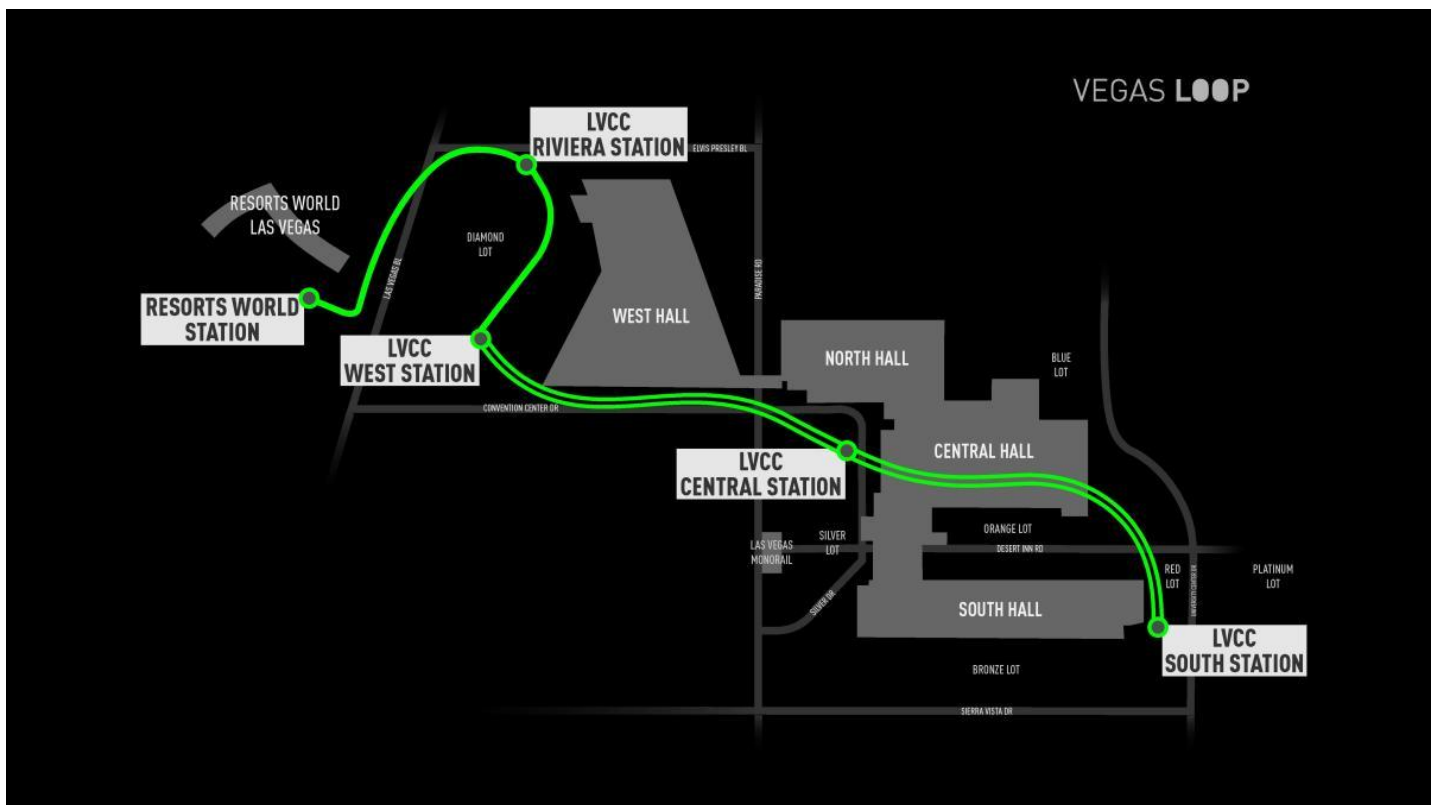 VEGAS LOOP
LVCC
RIVIERA STATION
ELVIS PRESLEY BL
RESORTS WORLD
LAS VEGAS
DIAMOND
LOT
LAS VEGAS BL
PARADISE RD
RESORTS WORLD
STATION
WEST HALL
LVCC
WEST STATION
NORTH HALL
BLUE
LOT
CONVENTION CENTER DR
LVCC
CENTRAL STATION
CENTRAL HALL
LAS VEGAS
MONORAIL
SILVER
LOT
ORANGE LOT
DESERT INN RD
RED
LOT
PLATINUM
LOT
UNIVERSITY CENTER DR
SILVER DR
SOUTH HALL
LVCC
SOUTH STATION
BRONZE LOT
SIERRA VISTA DR